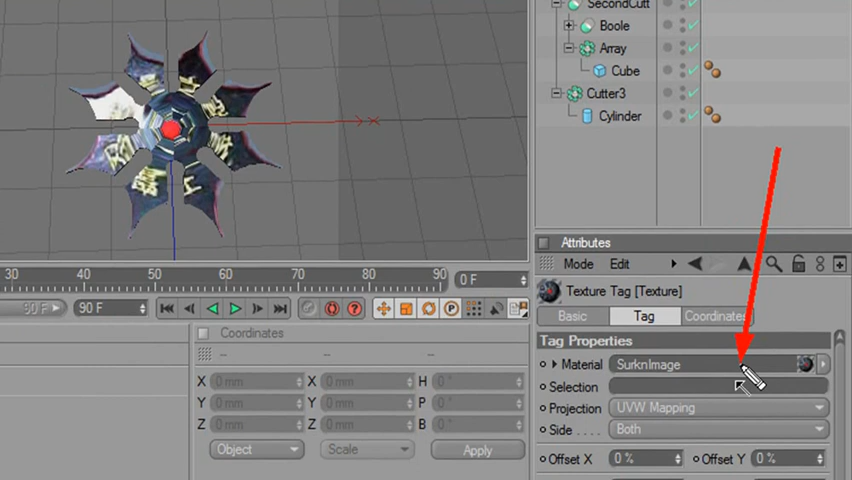 SecondCutt
Boole
Array
Cube
Cutter3
Cylinder
Attributes
Mode Edit
Texture Tag [Texture]
Basic Tag Coordinates
Tag Properties
Material SurknImage
Selection
Projection UVW Mapping
Side . . . . Both
Offset X 0 % Offset Y 0 %
30 40 50 60 70 80 90 0 F
90 F 90 F
Coordinates
-- -- --
X 0 mm X 0 mm H 0 °
Y 0 mm Y 0 mm P 0 °
Z 0 mm Z 0 mm B 0 °
Object Scale Apply